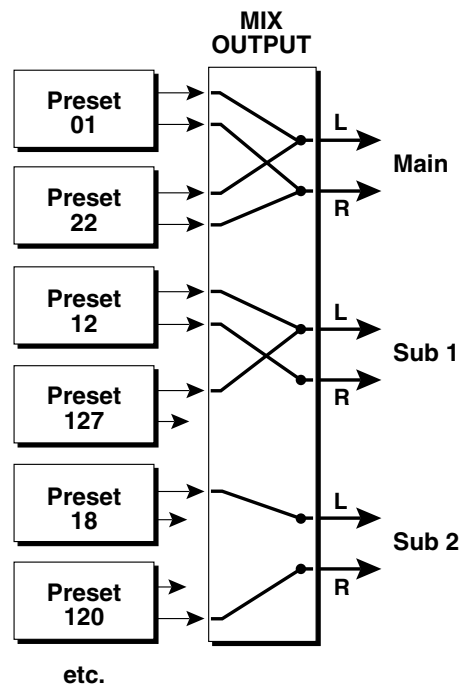 MIX
OUTPUT
Preset
01
L
Main
R
Preset
22
Preset
12
L
Sub 1
R
Preset
127
Preset
18
L
Sub 2
R
Preset
120
etc.